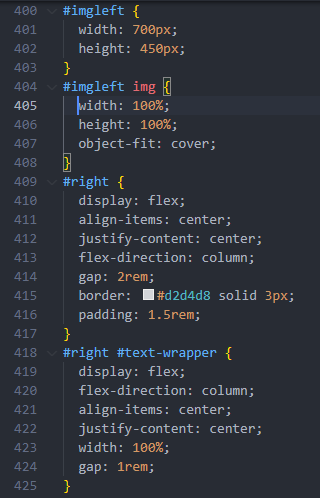 400 #imgleft {
401 width: 700px;
402 height: 450px;
403 }
404 #imgleft img {
405 width: 100%;
406 height: 100%;
407 object-fit: cover;
408 }
409 #right {
410 display: flex;
411 align-items: center;
412 justify-content: center;
413 flex-direction: column;
414 gap: 2rem;
415 border: #d2d4d8 solid 3px;
416 padding: 1.5rem;
417 }
418 #right #text-wrapper {
419 display: flex;
420 flex-direction: column;
421 align-items: center;
422 justify-content: center;
423 width: 100%;
424 gap: 1rem;
425 }